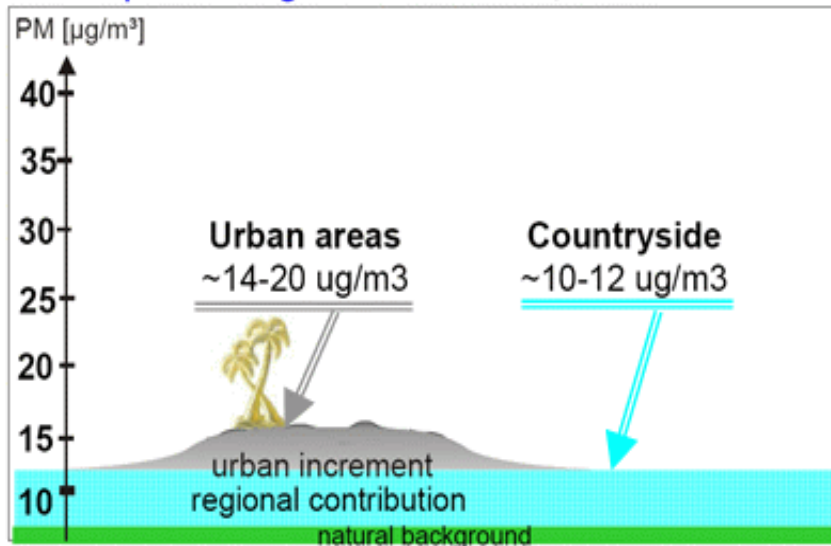 PM [µg/m³]
40
35
30
25
20
15
10
Urban areas
~14-20 ug/m3
Countryside
~10-12 ug/m3
urban increment
regional contribution
natural background